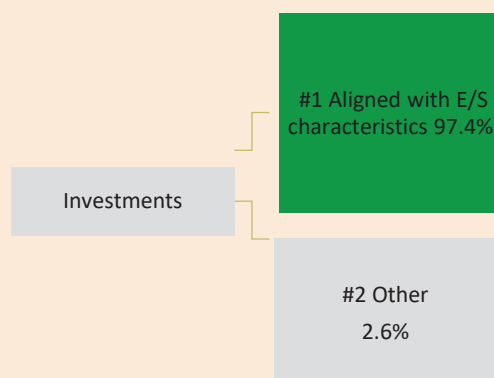 #1 Aligned with E/S
characteristics 97.4%
Investments
#2 Other
2.6%